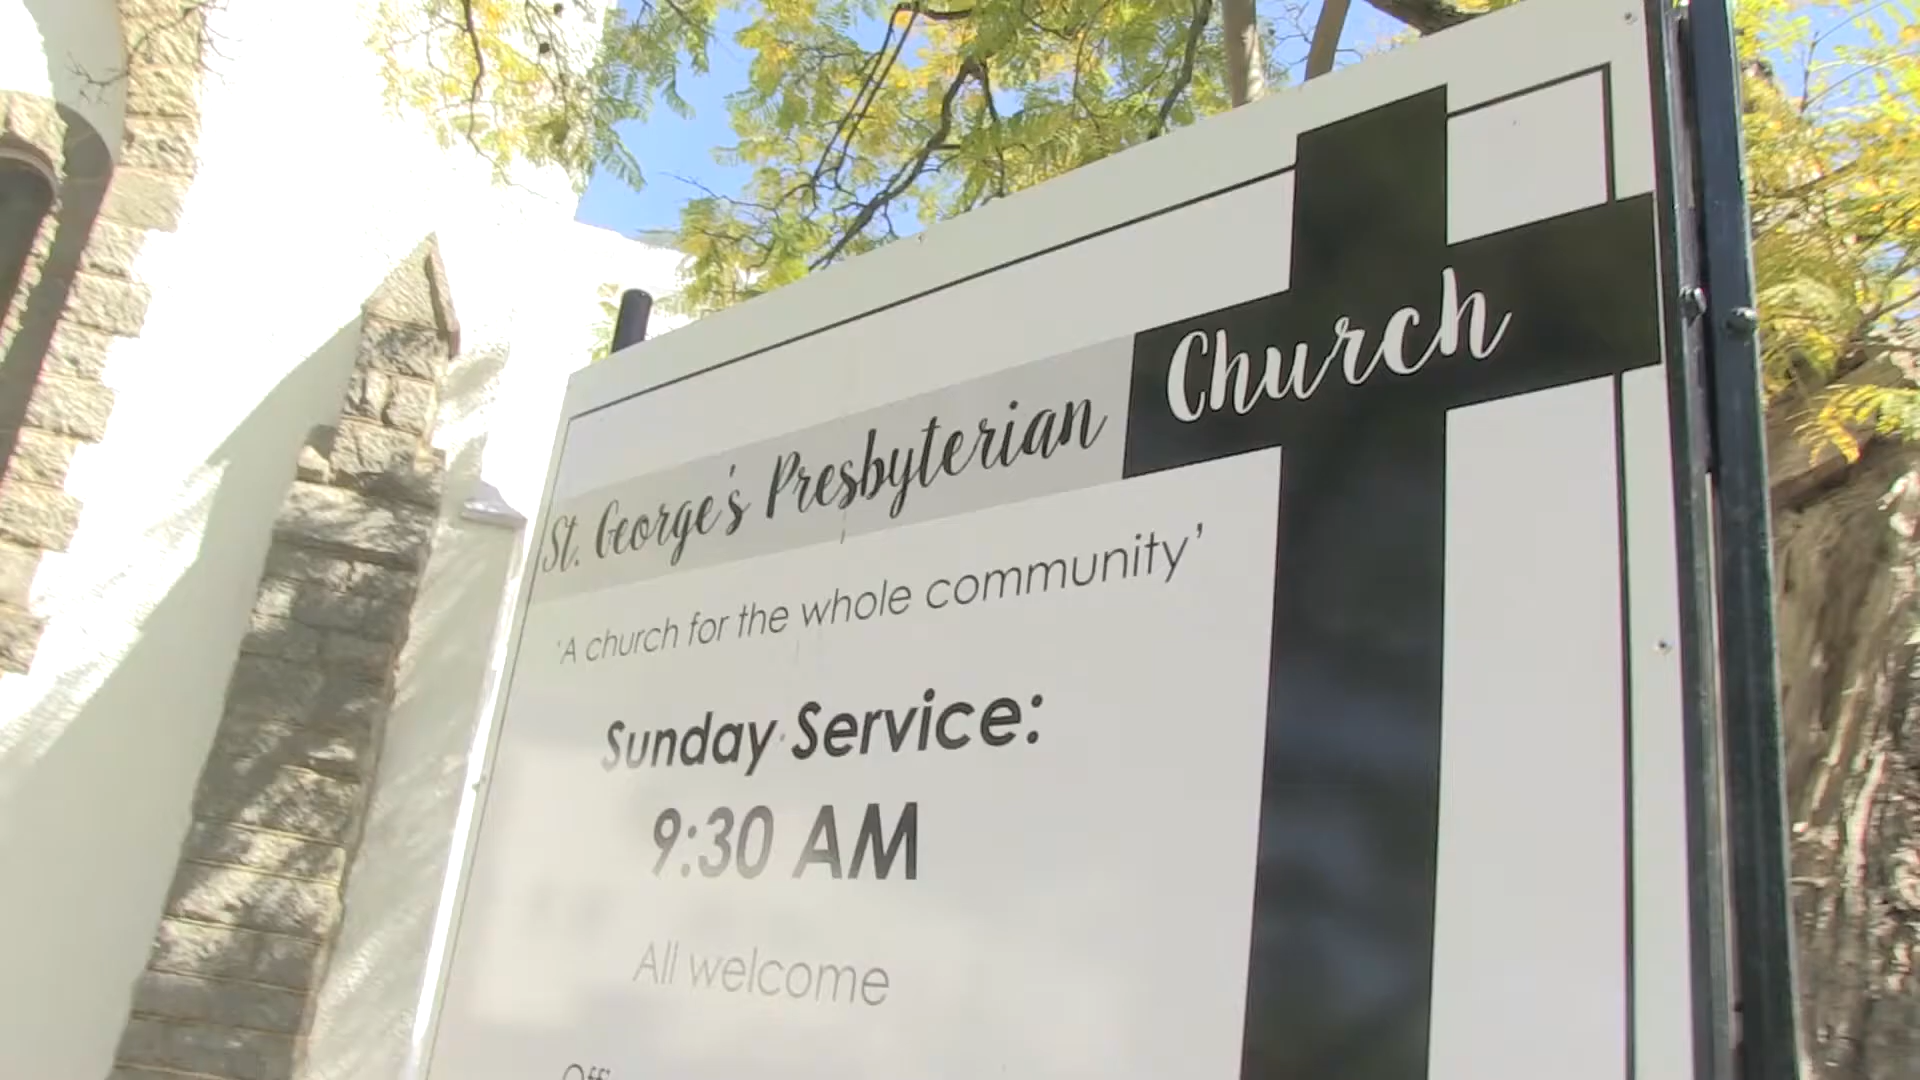 St. George's Presbyterian Church
'A church for the whole community'
Sunday Service:
9:30 AM
All welcome